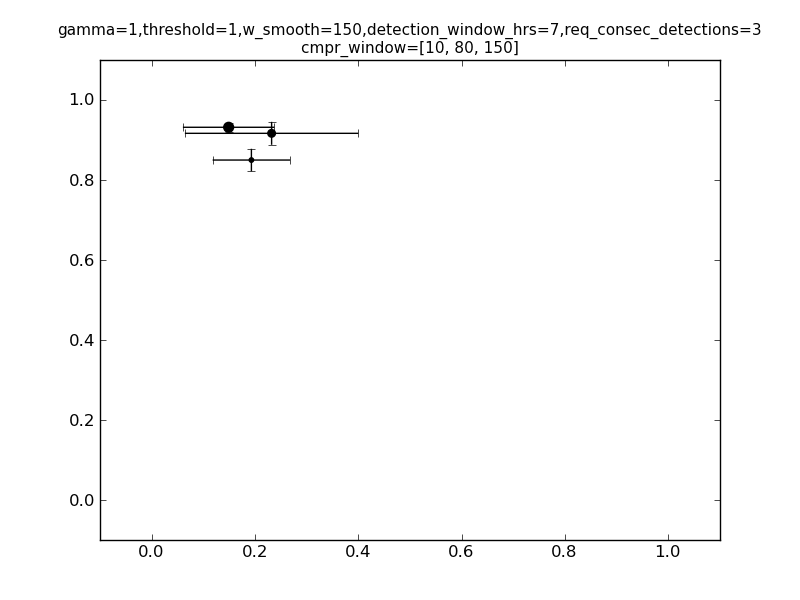 gamma=1,threshold=1,w_smooth=150,detection_window_hrs=7,req_consec_detections=3
cmpr_window=[10, 80, 150]
1.0
0.8
0.6
0.4
0.2
0.0
0.0 0.2 0.4 0.6 0.8 1.0